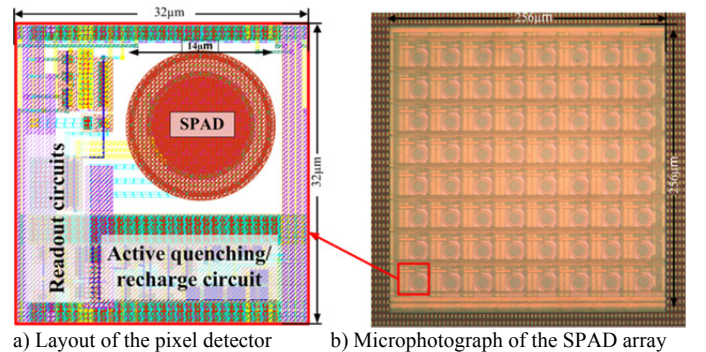 32μm
256μm
14μm
SPAD
32μm
256μm
Readout circuits
Active quenching/
recharge circuit
a) Layout of the pixel detector
b) Microphotograph of the SPAD array